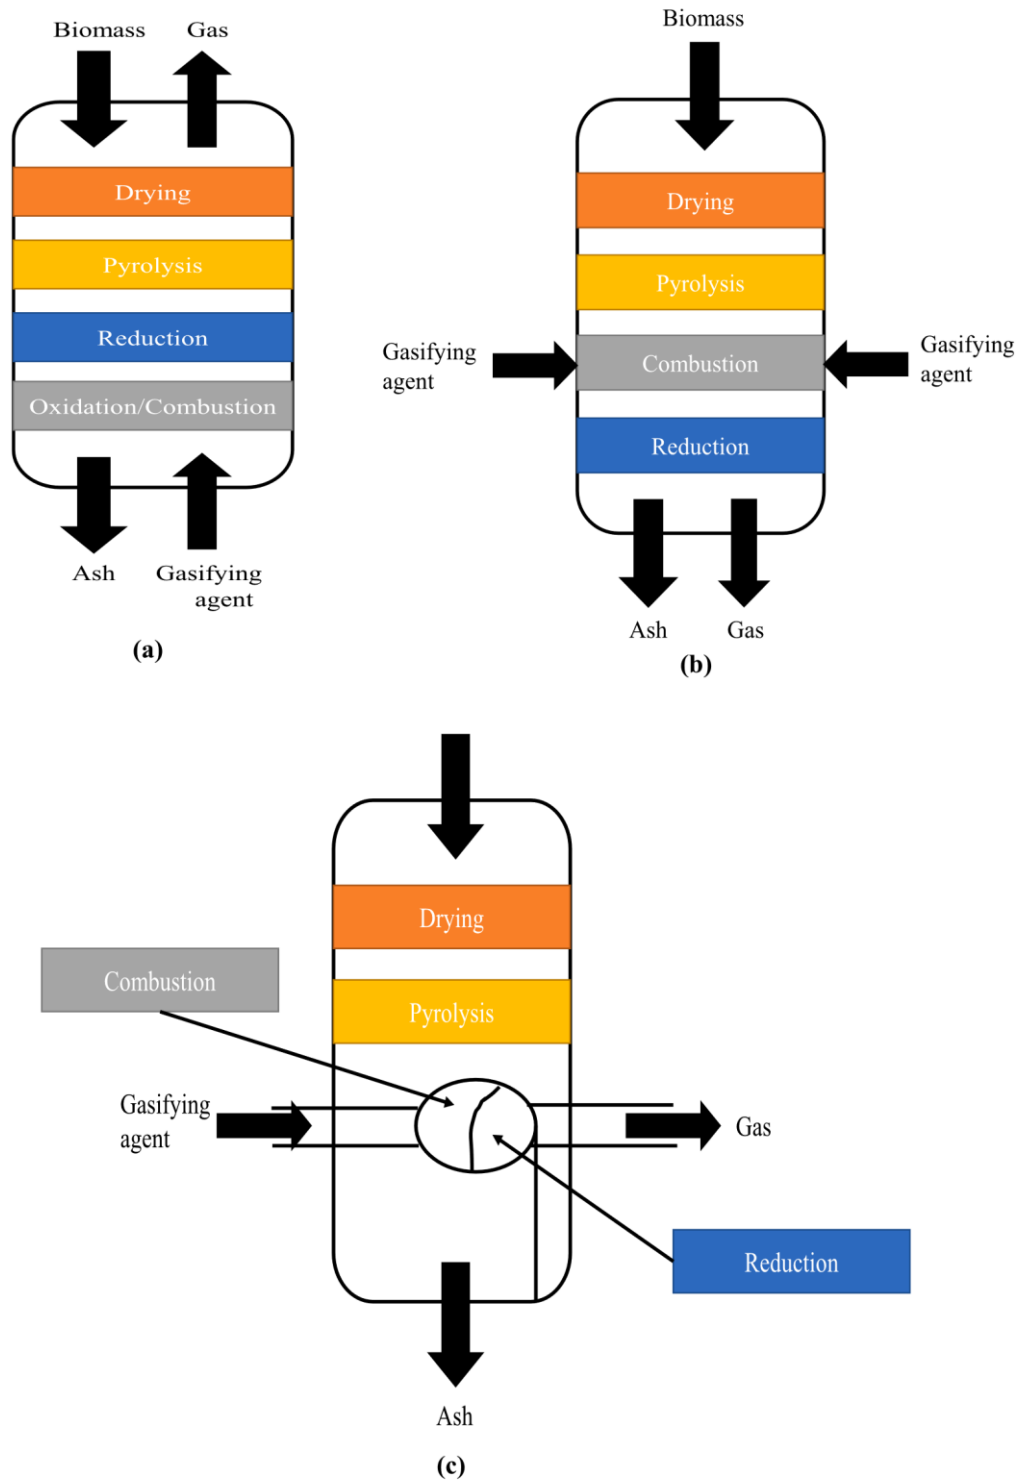 Biomass
Gas
Drying
Pyrolysis
Reduction
Oxidation/Combustion
Ash
Gasifying
agent
(a)
Biomass
Drying
Pyrolysis
Gasifying
agent
Combustion
Gasifying
agent
Reduction
Ash
Gas
(b)
Drying
Combustion
Pyrolysis
Gasifying
agent
Gas
Reduction
Ash
(c)